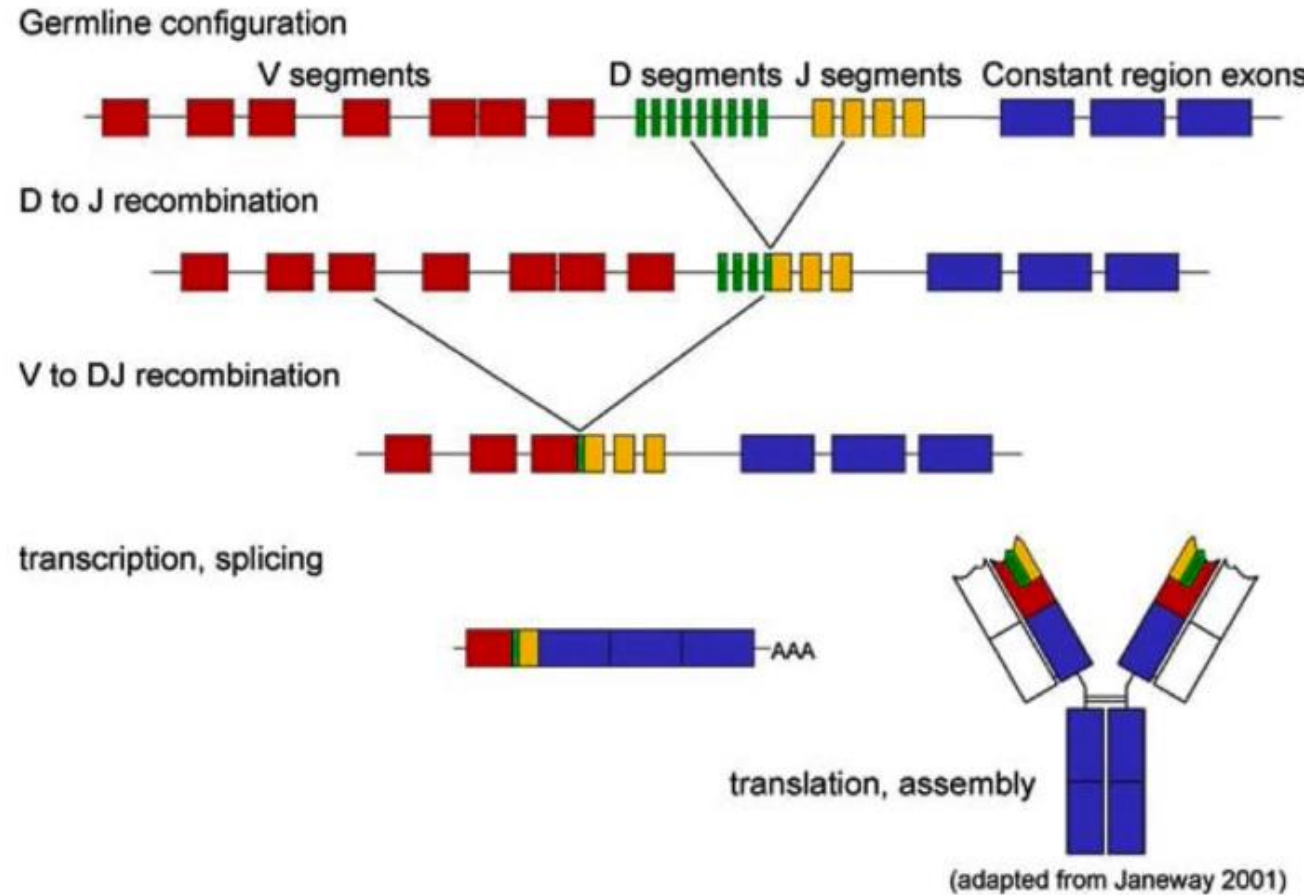 Germline configuration
V segments D segments J segments Constant region exons
D to J recombination
V to DJ recombination
transcription, splicing
AAA
translation, assembly
(adapted from Janeway 2001)